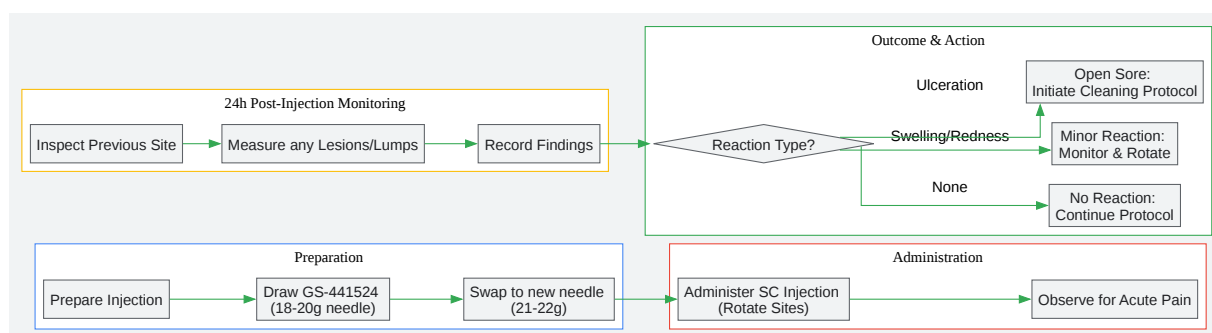 24h Post-Injection Monitoring
Inspect Previous Site
Measure any Lesions/Lumps
Record Findings
Outcome & Action
Reaction Type?
Ulceration
Open Sore:
Initiate Cleaning Protocol
Swelling/Redness
Minor Reaction:
Monitor & Rotate
None
No Reaction:
Continue Protocol
Preparation
Prepare Injection
Draw GS-441524
(18-20g needle)
Swap to new needle
(21-22g)
Administration
Administer SC Injection
(Rotate Sites)
Observe for Acute Pain